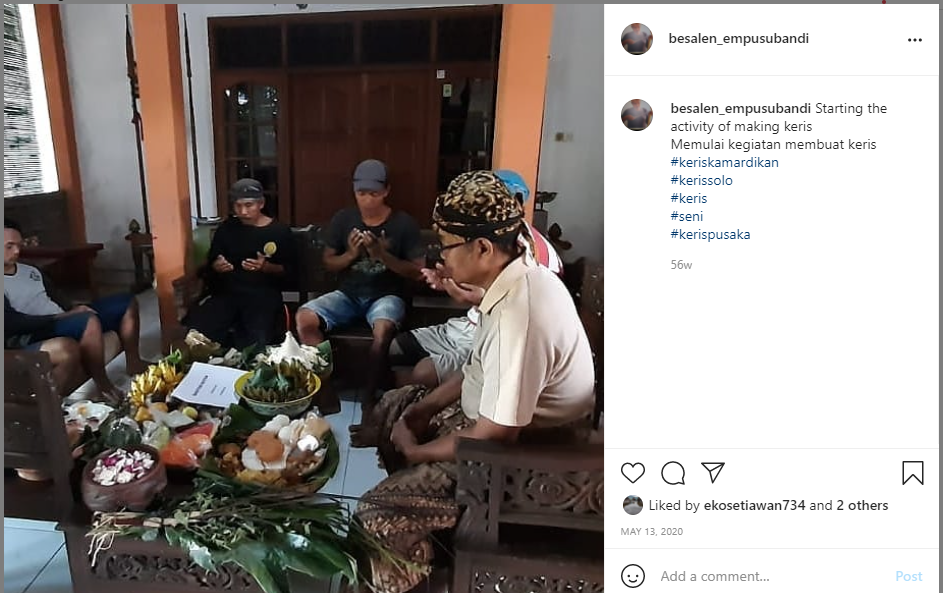 besalen_empusubandi
besalen_empusubandi Starting the
activity of making keris
Memulai kegiatan membuat keris
#keriskamardikan
#kerissolo
#keris
#seni
#kerispusaka
56w
Liked by ekosetiawan734 and 2 others
MAY 13, 2020
Add a comment...
Post